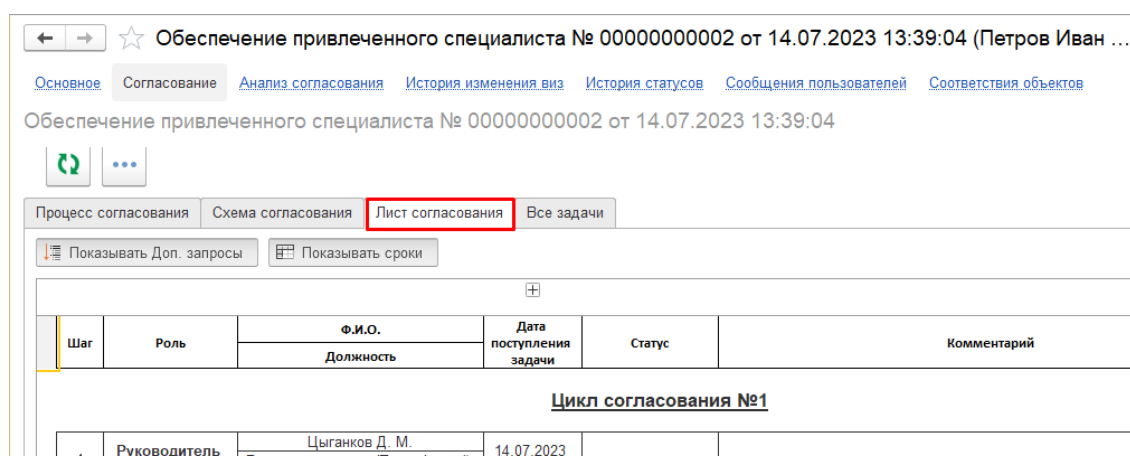 Обеспечение привлеченного специалиста № 00000000002 от 14.07.2023 13:39:04 (Петров Иван ...
Основное Согласование Анализ согласования История изменения виз История статусов Сообщения пользователей Соответствия объектов
Обеспечение привлеченного специалиста № 00000000002 от 14.07.2023 13:39:04
Процесс согласования Схема согласования Лист согласования Все задачи
Показывать Доп. запросы Показывать сроки
Шаг Роль Ф.И.О. Дата поступления задачи Статус Комментарий
Должность
Цикл согласования №1
Руководитель Цыганков Д. М. 14.07.2023